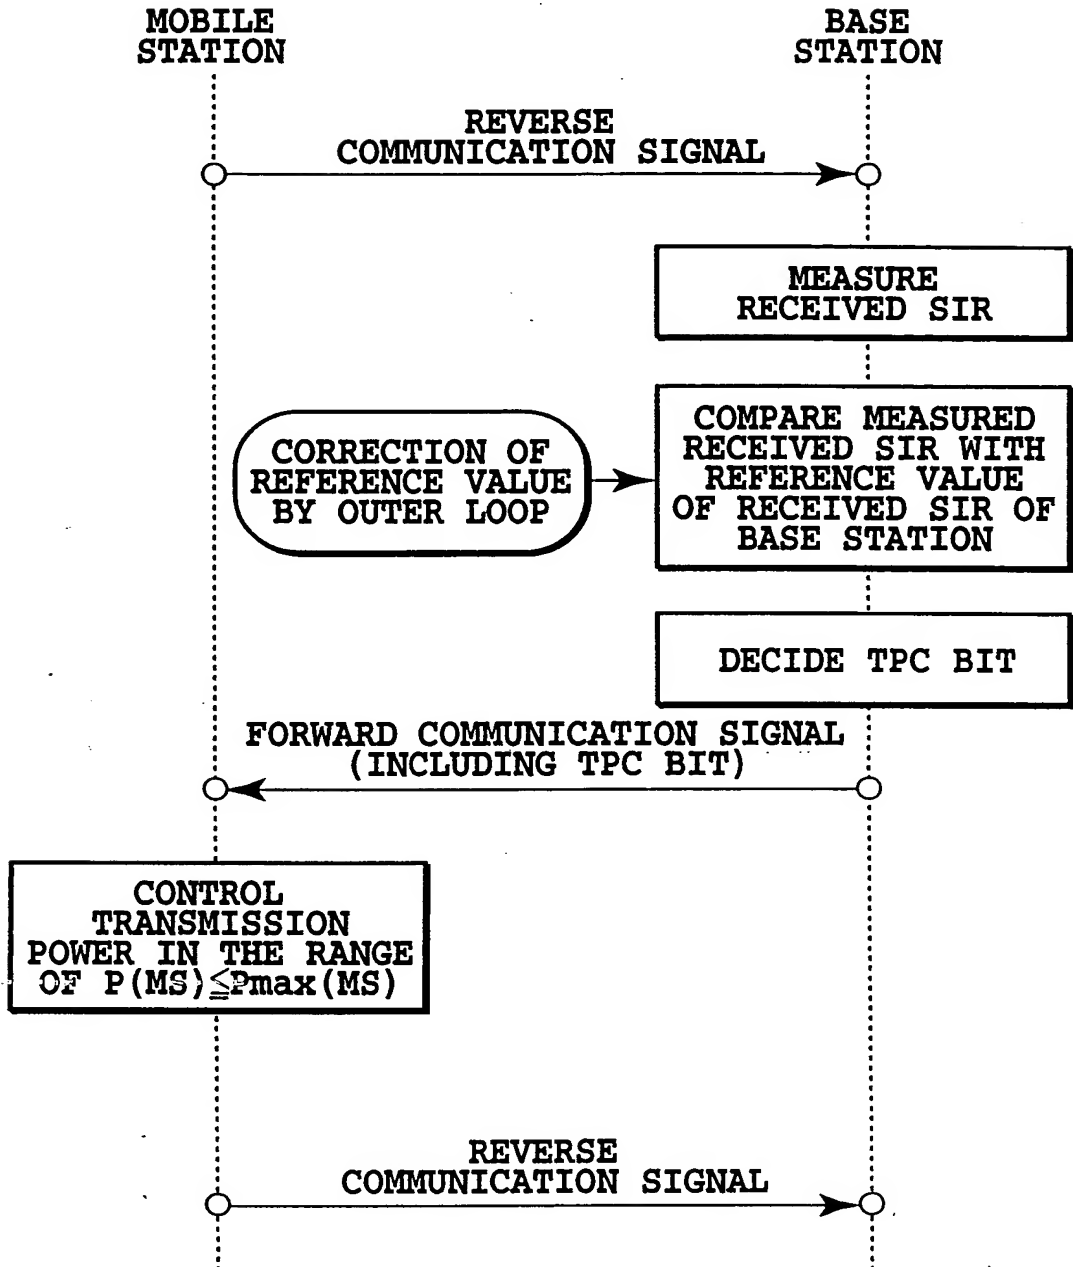 MOBILE
STATION
BASE
STATION
REVERSE
COMMUNICATION SIGNAL
MEASURE
RECEIVED SIR
CORRECTION OF
REFERENCE VALUE
BY OUTER LOOP
COMPARE MEASURED
RECEIVED SIR WITH
REFERENCE VALUE
OF RECEIVED SIR OF
BASE STATION
DECIDE TPC BIT
FORWARD COMMUNICATION SIGNAL
(INCLUDING TPC BIT)
CONTROL
TRANSMISSION
POWER IN THE RANGE
OF P(MS)≦Pmax(MS)
REVERSE
COMMUNICATION SIGNAL